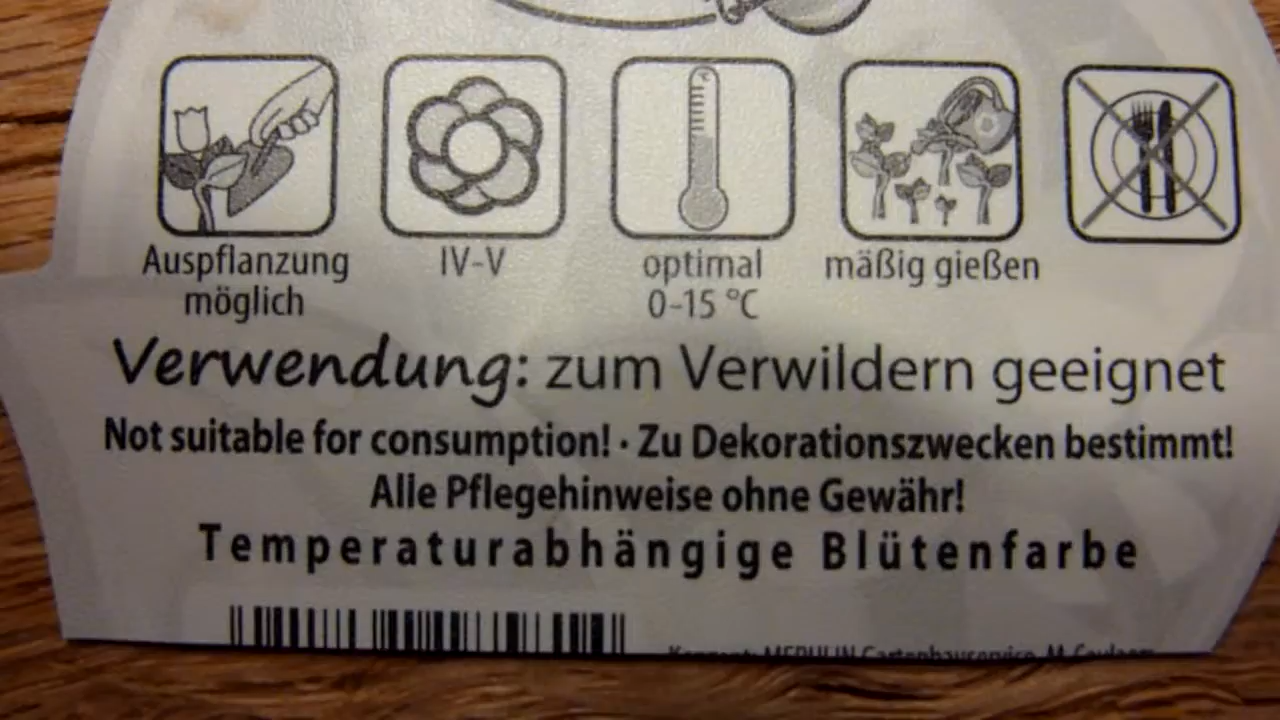 Auspflanzung
möglich
IV-V
optimal
0-15 °C
mäßig gießen
Verwendung: zum Verwildern geeignet
Not suitable for consumption! · Zu Dekorationszwecken bestimmt!
Alle Pflegehinweise ohne Gewähr!
Temperaturabhängige Blütenfarbe